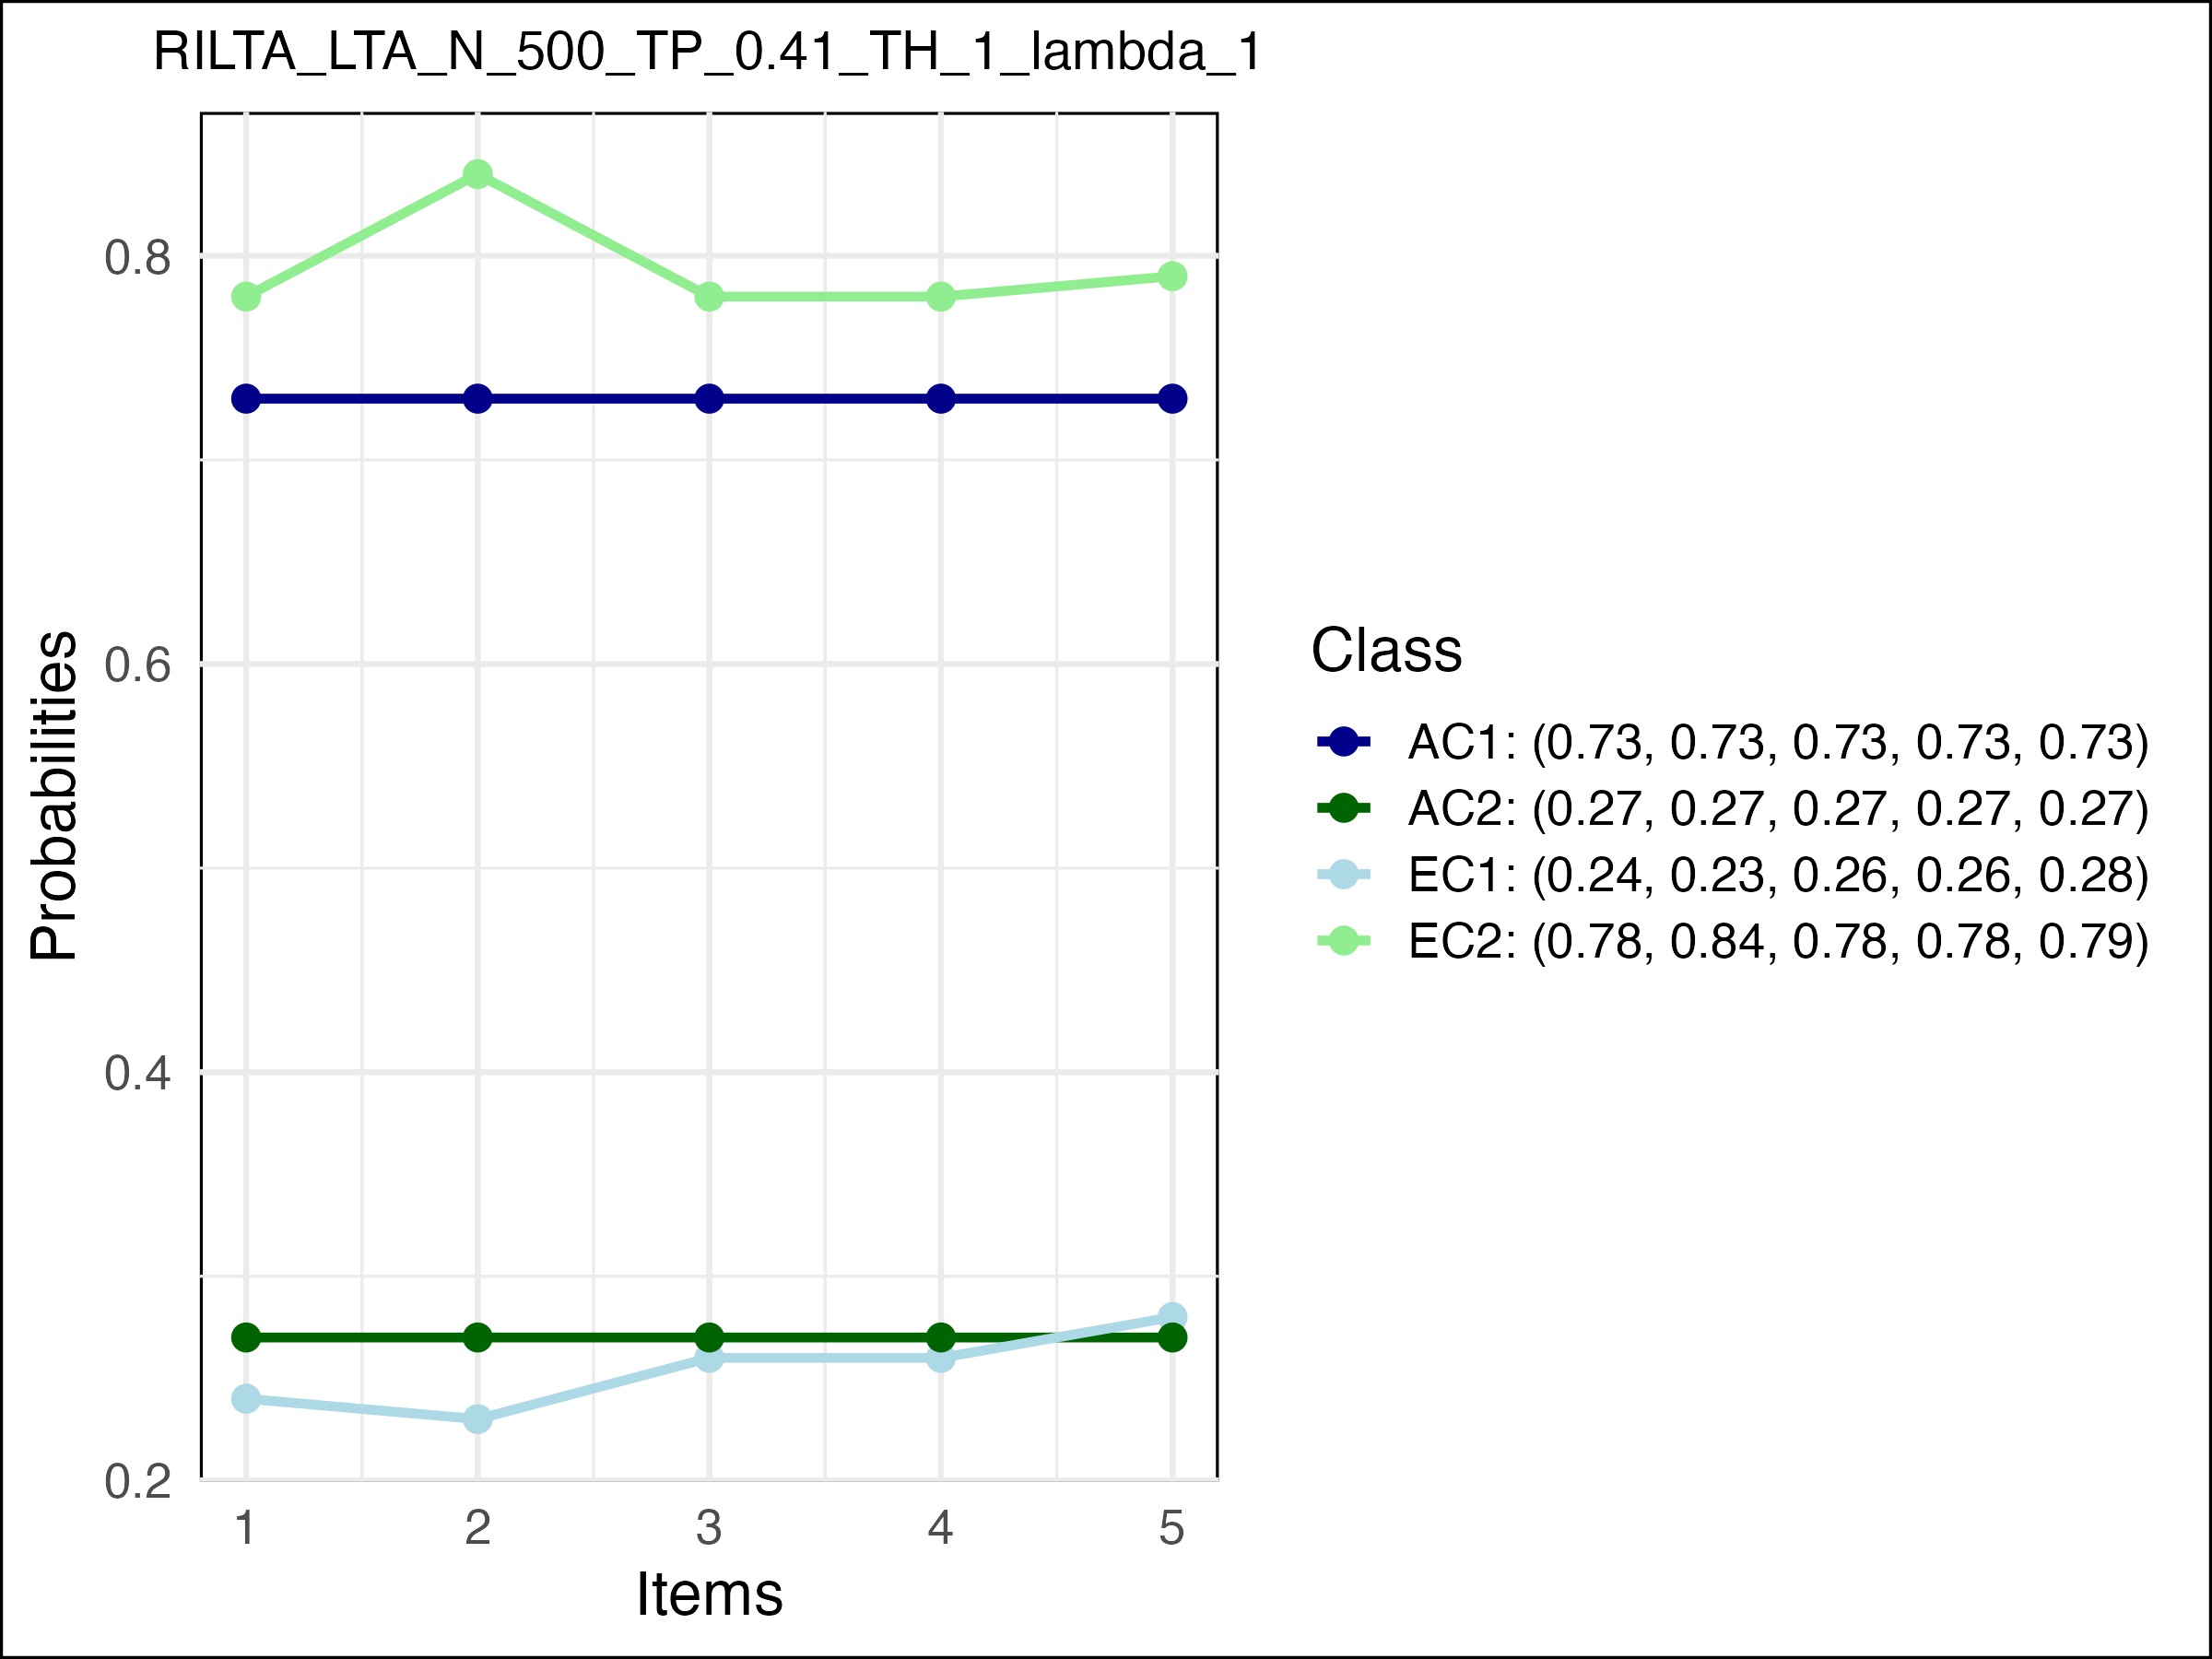 RILTA_LTA_N_500_TP_0.41_TH_1_lambda_1
Probabilities
0.8
0.6
0.4
0.2
1 2 3 4 5
Items
Class
AC1: (0.73, 0.73, 0.73, 0.73, 0.73)
AC2: (0.27, 0.27, 0.27, 0.27, 0.27)
EC1: (0.24, 0.23, 0.26, 0.26, 0.28)
EC2: (0.78, 0.84, 0.78, 0.78, 0.79)